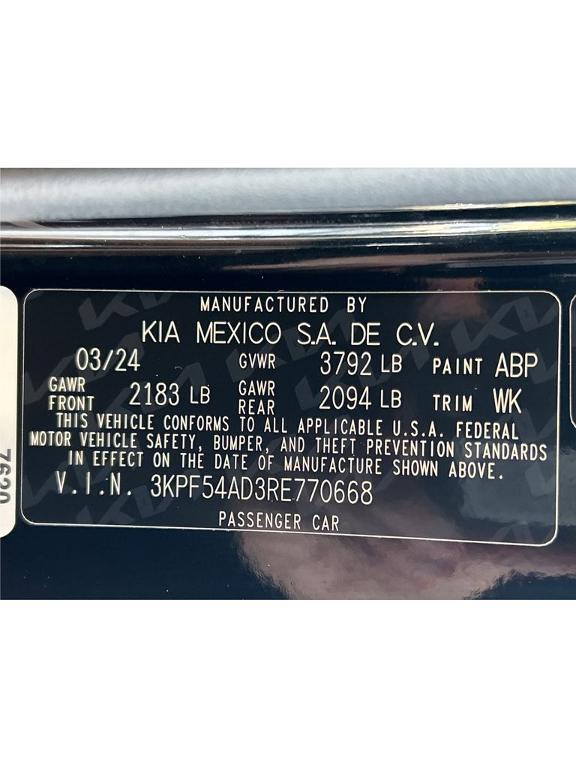 MANUFACTURED BY
KIA MEXICO S.A. DE C.V.
03/24 GVWR 3792 LB PAINT ABP
GAWR FRONT 2183 LB GAWR REAR 2094 LB TRIM WK
THIS VEHICLE CONFORMS TO ALL APPLICABLE U.S.A. FEDERAL
MOTOR VEHICLE SAFETY, BUMPER, AND THEFT PREVENTION STANDARDS
IN EFFECT ON THE DATE OF MANUFACTURE SHOWN ABOVE.
V.I.N. 3KPF54AD3RE770668
PASSENGER CAR